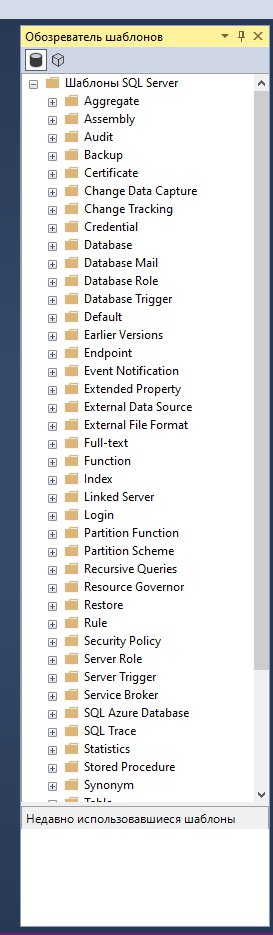 Обозреватель шаблонов
Шаблоны SQL Server
Aggregate
Assembly
Audit
Backup
Certificate
Change Data Capture
Change Tracking
Credential
Database
Database Mail
Database Role
Database Trigger
Default
Earlier Versions
Endpoint
Event Notification
Extended Property
External Data Source
External File Format
Full-text
Function
Index
Linked Server
Login
Partition Function
Partition Scheme
Recursive Queries
Resource Governor
Restore
Rule
Security Policy
Server Role
Server Trigger
Service Broker
SQL Azure Database
SQL Trace
Statistics
Stored Procedure
Synonym
Table
Недавно использовавшиеся шаблоны